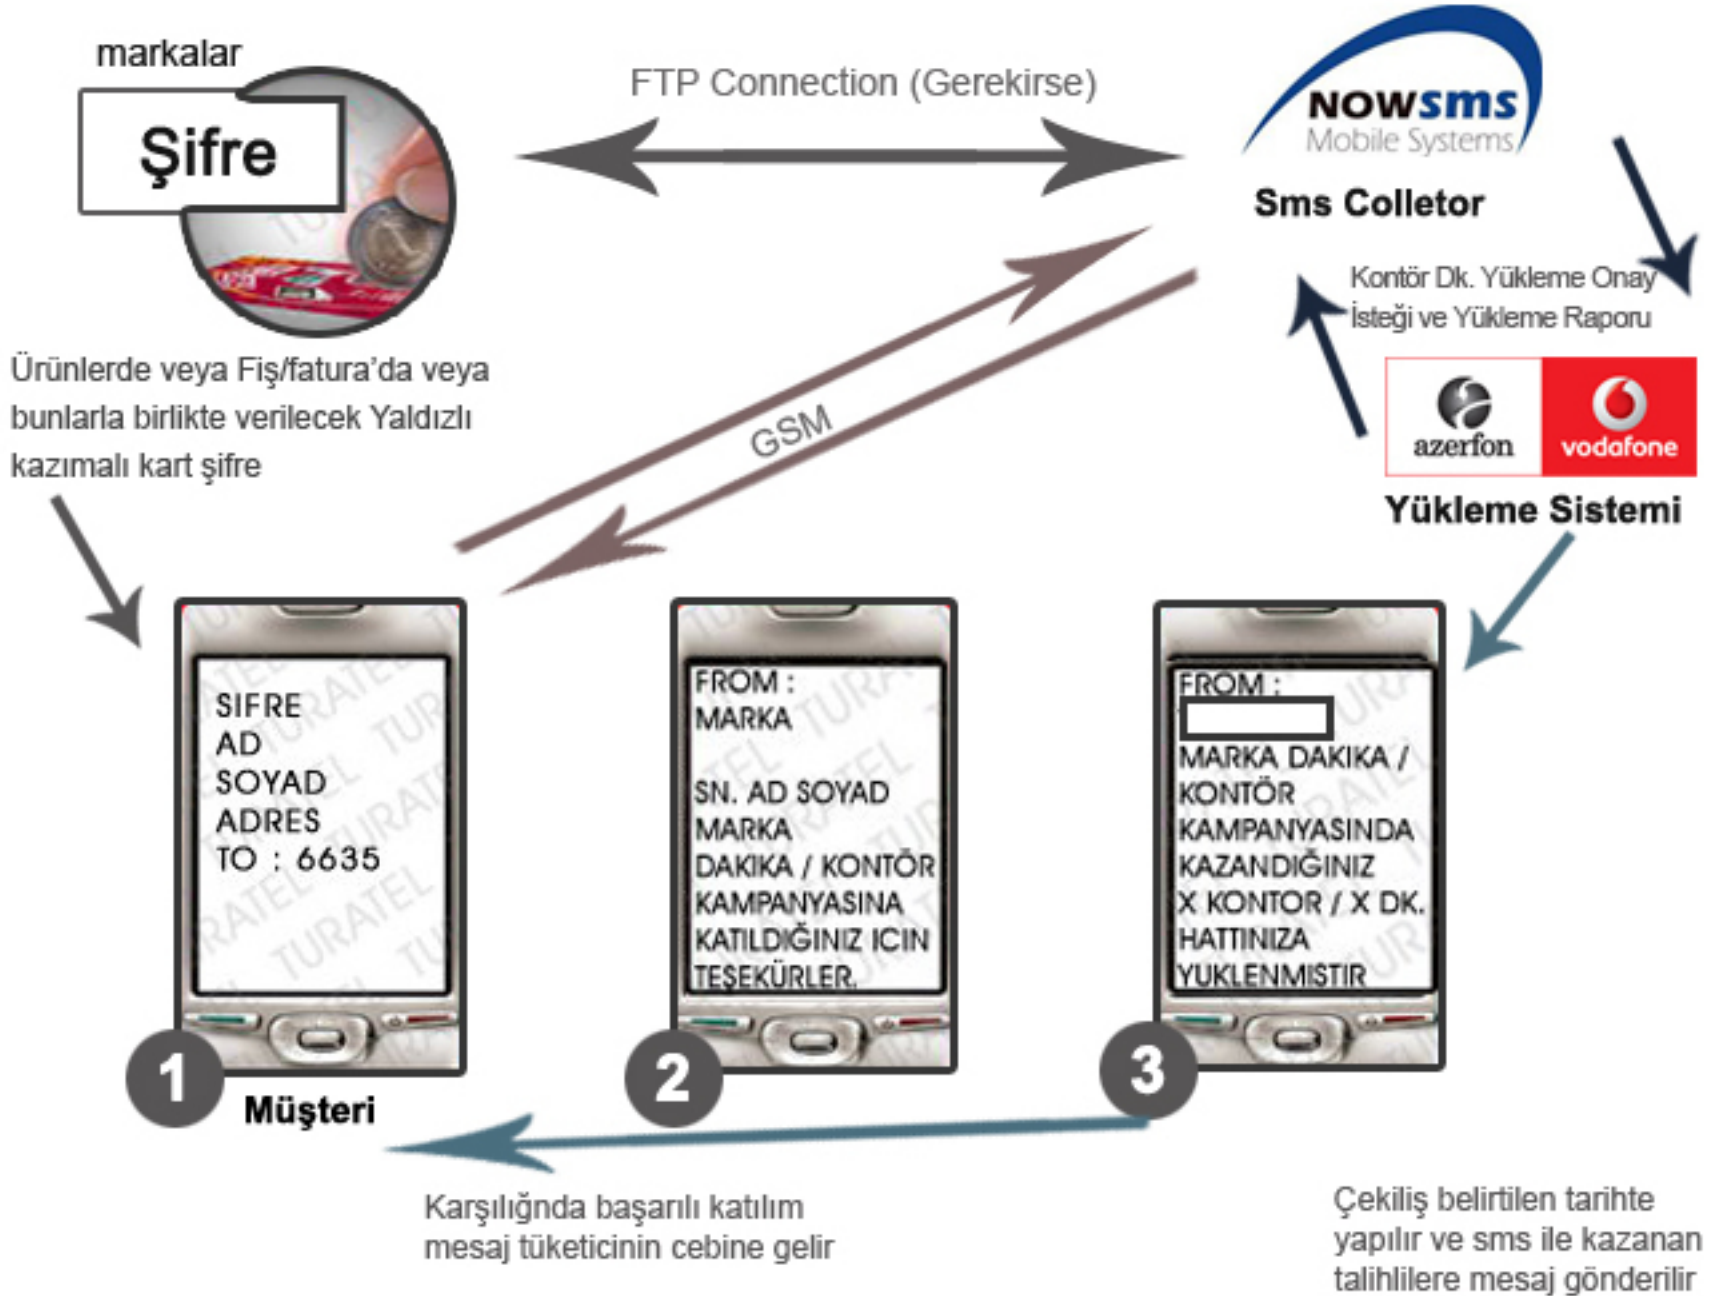 markalar
Şifre
FTP Connection (Gerekirse)
NOWsms
Mobile Systems
Sms Colletor
Kontör Dk. Yükleme Onay
İsteği ve Yükleme Raporu
azerfon
vodafone
Yükleme Sistemi
Ürünlerde veya Fiş/fatura'da veya
bunlarla birlikte verilecek Yaldızlı
kazımalı kart şifre
GSM
SIFRE
AD
SOYAD
ADRES
TO : 6635
1
Müşteri
FROM :
MARKA
SN. AD SOYAD
MARKA
DAKIKA / KONTÖR
KAMPANYASINA
KATILDIĞINIZ ICIN
TEŞEKÜRLER.
2
FROM :
MARKA DAKIKA /
KONTÖR
KAMPANYASINDA
KAZANDIĞINIZ
X KONTOR / X DK.
HATTINIZA
YUKLENMISTIR
3
Karşılığnda başarılı katılım
mesaj tüketicinin cebine gelir
Çekiliş belirtilen tarihte
yapılır ve sms ile kazanan
talihlilere mesaj gönderilir
TURATEL